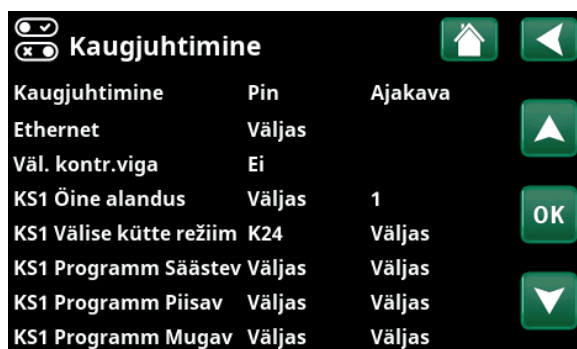 Kaugjuhtimine
Kaugjuhtimine Pin Ajakava
Ethernet Väljas
Väl. kontr.viga Ei
KS1 Öine alandus Väljas 1
OK
KS1 Välise kütte režiim K24 Väljas
KS1 Programm Säästev Väljas Väljas
KS1 Programm Piisav Väljas Väljas
KS1 Programm Mugav Väljas Väljas